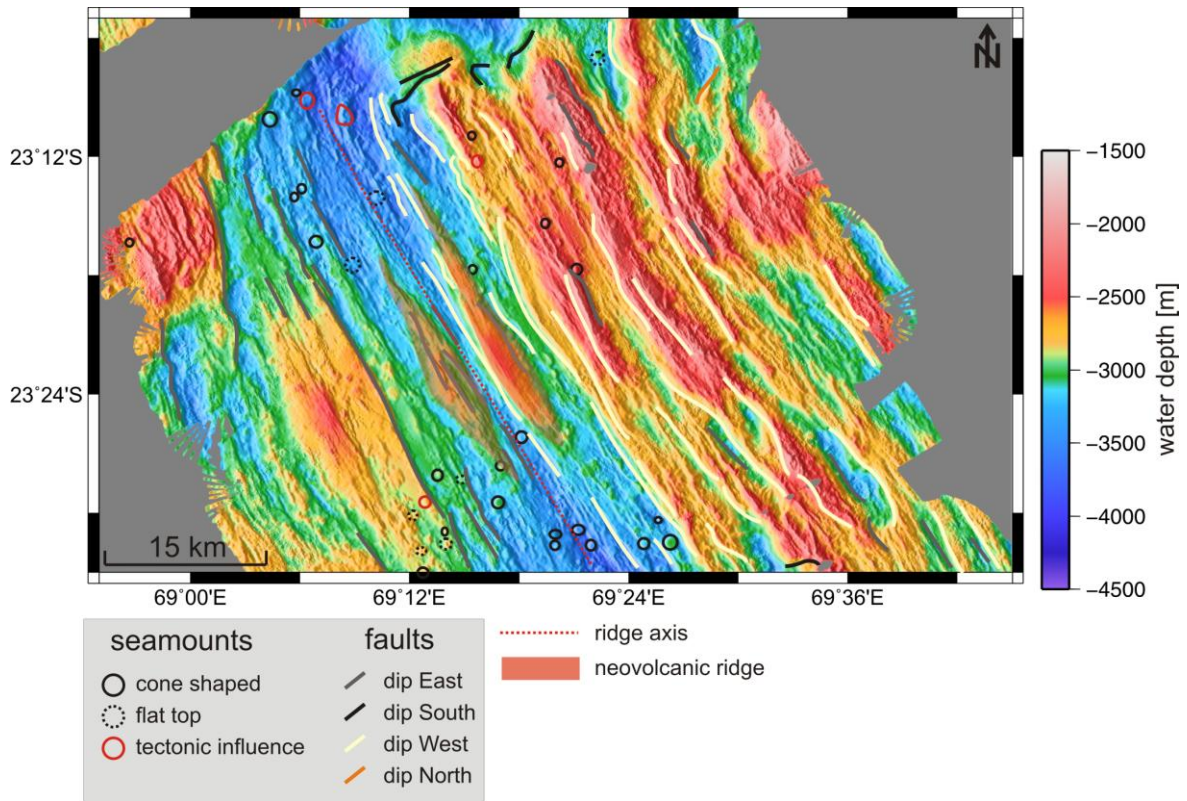 N
23°12'S
23°24'S
15 km
69°00'E
69°12'E
69°24'E
69°36'E
−1500
−2000
−2500
−3000
−3500
−4000
−4500
water depth [m]
seamounts
cone shaped
flat top
tectonic influence
faults
dip East
dip South
dip West
dip North
ridge axis
neovolcanic ridge